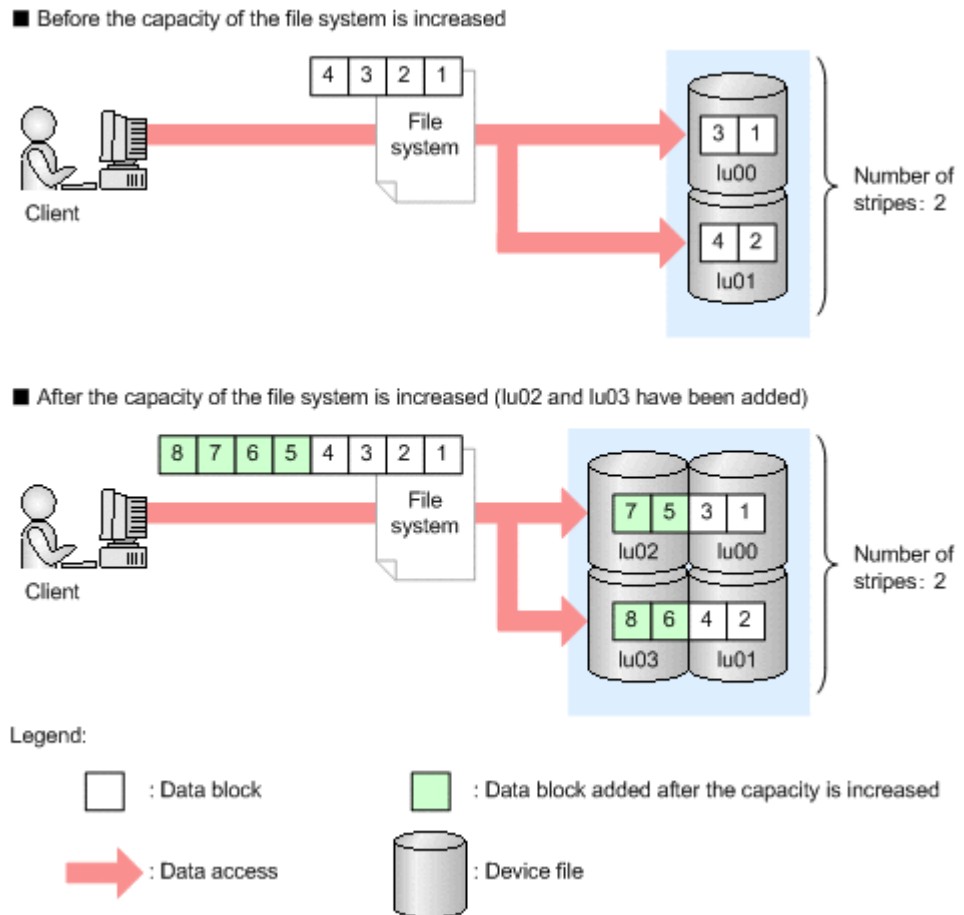 ■ Before the capacity of the file system is increased
4 3 2 1
File
system
Client
3 1
lu00
4 2
lu01
Number of
stripes: 2
■ After the capacity of the file system is increased (lu02 and lu03 have been added)
8 7 6 5 4 3 2 1
File
system
Client
7 5 3 1
lu02 lu00
8 6 4 2
lu03 lu01
Number of
stripes: 2
Legend:
: Data block
: Data block added after the capacity is increased
: Data access
: Device file